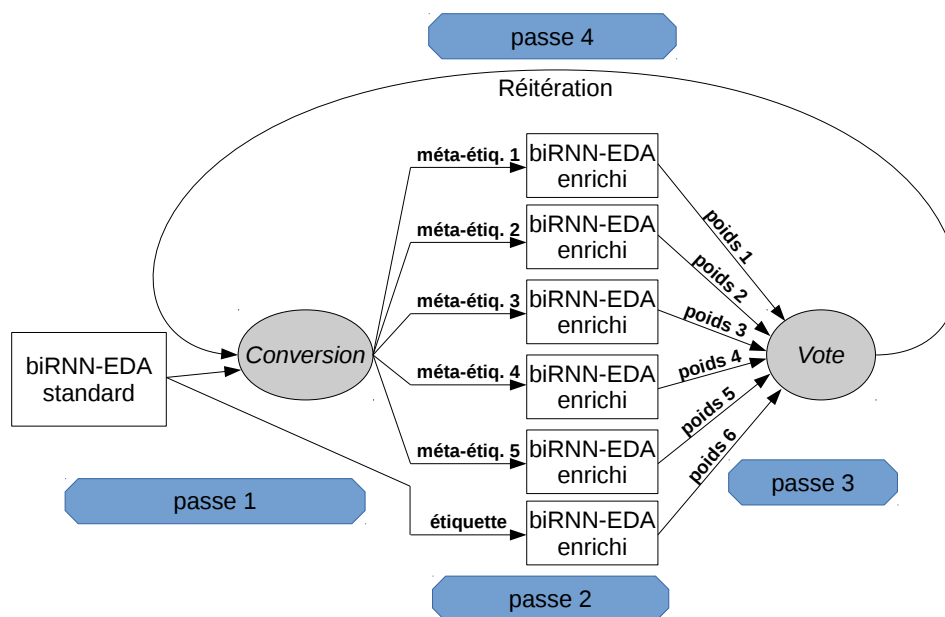 passe 4
Réitération
méta-étiq. 1
biRNN-EDA
enrichi
poids 1
méta-étiq. 2
biRNN-EDA
enrichi
poids 2
méta-étiq. 3
biRNN-EDA
enrichi
poids 3
biRNN-EDA
standard
Conversion
méta-étiq. 4
biRNN-EDA
enrichi
poids 4
Vote
méta-étiq. 5
biRNN-EDA
enrichi
poids 5
étiquette
biRNN-EDA
enrichi
poids 6
passe 1
passe 3
passe 2